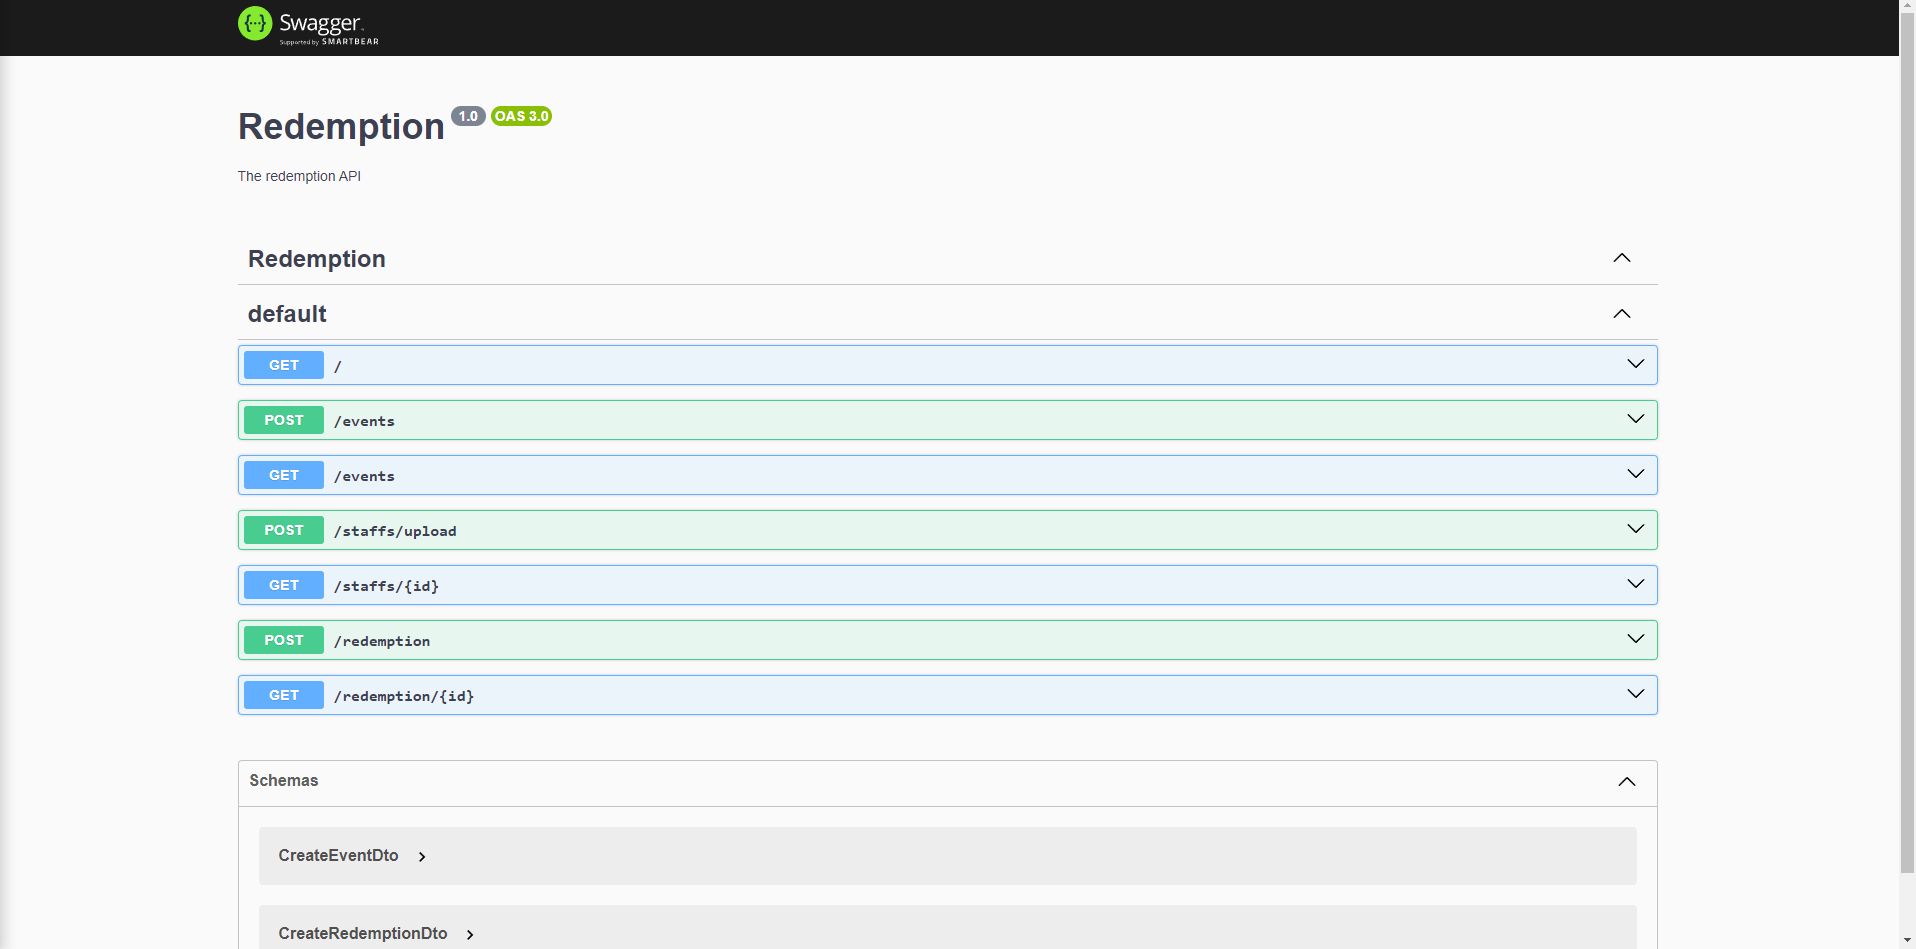 {...} Swagger.
Supported by SMARTBEAR
Redemption 1.0 OAS 3.0
The redemption API
Redemption
default
GET /
POST /events
GET /events
POST /staffs/upload
GET /staffs/{id}
POST /redemption
GET /redemption/{id}
Schemas
CreateEventDto
CreateRedemptionDto